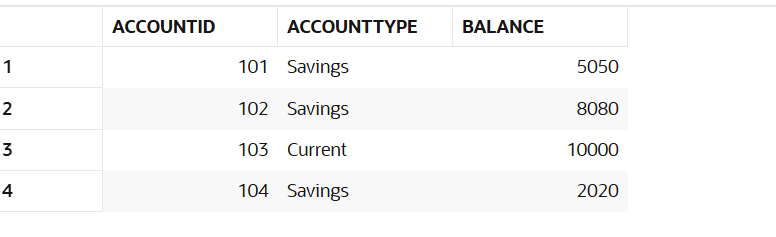 ACCOUNTID ACCOUNTTYPE BALANCE
1 101 Savings 5050
2 102 Savings 8080
3 103 Current 10000
4 104 Savings 2020